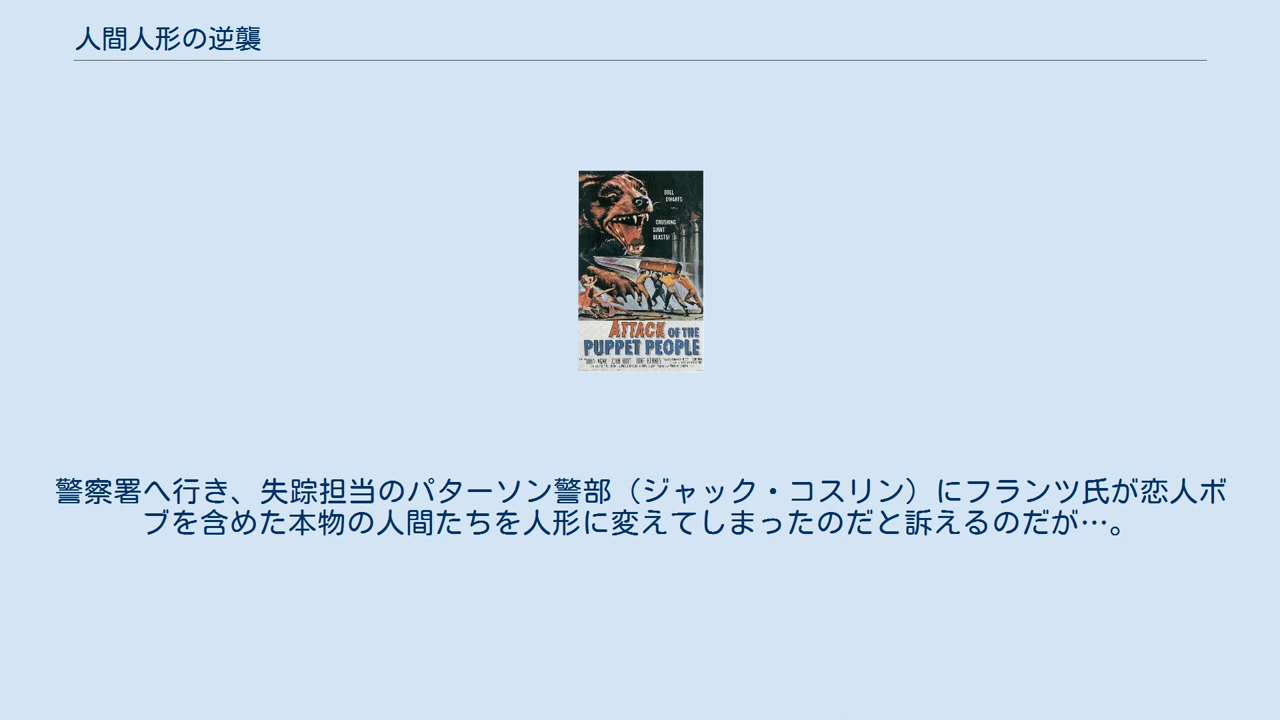 人間人形の逆襲
DOLL
DWARFS
CRUSHING
GIANT
BEASTS!
ATTACK OF THE
PUPPET PEOPLE
警察署へ行き、失踪担当のパターソン警部（ジャック・コスリン）にフランツ氏が恋人ボ
ブを含めた本物の人間たちを人形に変えてしまったのだと訴えるのだが…。